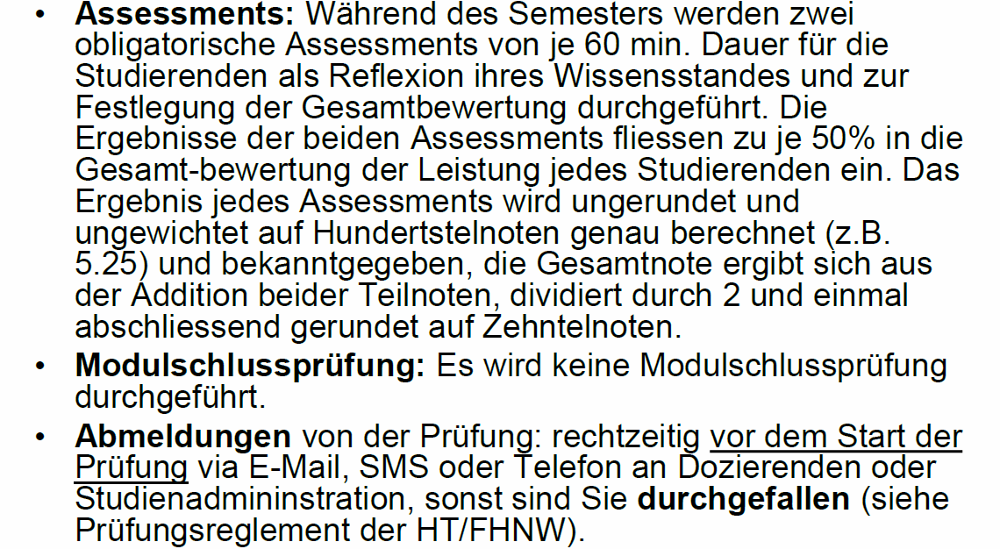 • Assessments: Während des Semesters werden zwei
obligatorische Assessments von je 60 min. Dauer für die
Studierenden als Reflexion ihres Wissensstandes und zur
Festlegung der Gesamtbewertung durchgeführt. Die
Ergebnisse der beiden Assessments fliessen zu je 50% in die
Gesamt-bewertung der Leistung jedes Studierenden ein. Das
Ergebnis jedes Assessments wird ungerundet und
ungewichtet auf Hundertstelnoten genau berechnet (z.B.
5.25) und bekanntgegeben, die Gesamtnote ergibt sich aus
der Addition beider Teilnoten, dividiert durch 2 und einmal
abschliessend gerundet auf Zehntelnoten.
• Modulschlussprüfung: Es wird keine Modulschlussprüfung
durchgeführt.
• Abmeldungen von der Prüfung: rechtzeitig vor dem Start der
Prüfung via E-Mail, SMS oder Telefon an Dozierenden oder
Studienadmininstration, sonst sind Sie durchgefallen (siehe
Prüfungsreglement der HT/FHNW).